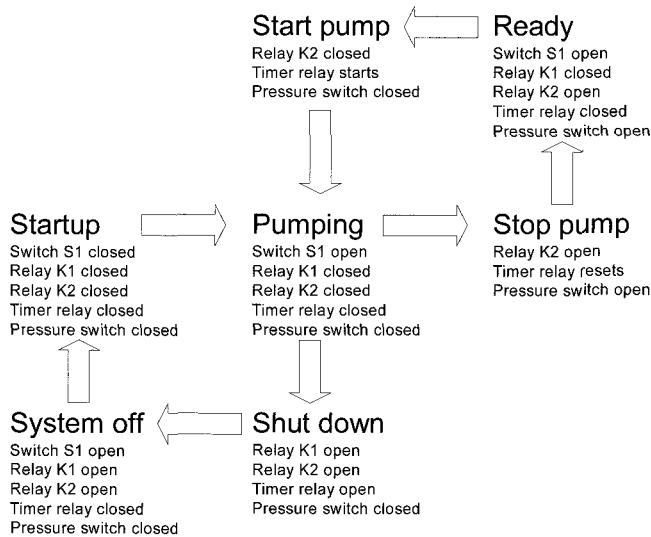 Start pump
Relay K2 closed
Timer relay starts
Pressure switch closed
Ready
Switch S1 open
Relay K1 closed
Relay K2 open
Timer relay closed
Pressure switch open
Startup
Switch S1 closed
Relay K1 closed
Relay K2 closed
Timer relay closed
Pressure switch closed
Pumping
Switch S1 open
Relay K1 closed
Relay K2 closed
Timer relay closed
Pressure switch closed
Stop pump
Relay K2 open
Timer relay resets
Pressure switch open
System off
Switch S1 open
Relay K1 open
Relay K2 open
Timer relay closed
Pressure switch closed
Shut down
Relay K1 open
Relay K2 open
Timer relay open
Pressure switch closed